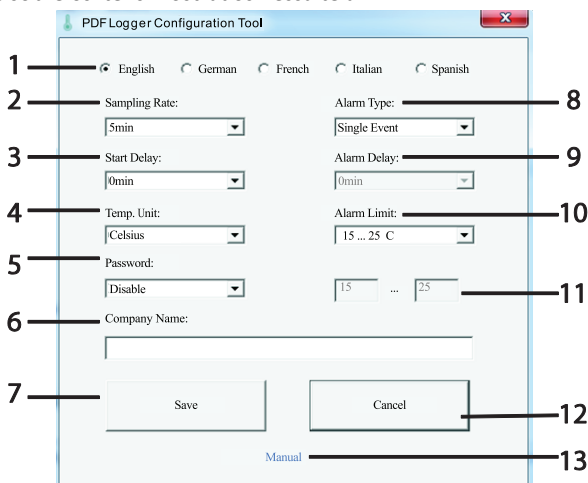 PDF Logger Configuration Tool
1 English German French Italian Spanish
2 Sampling Rate: Alarm Type: 8
5min Single Event
3 Start Delay: Alarm Delay: 9
0min 0min
4 Temp. Unit: Alarm Limit: 10
Celsius 15 ... 25 C
5 Password:
Disable 15 ... 25 11
6 Company Name:
7 Save Cancel 12
Manual 13